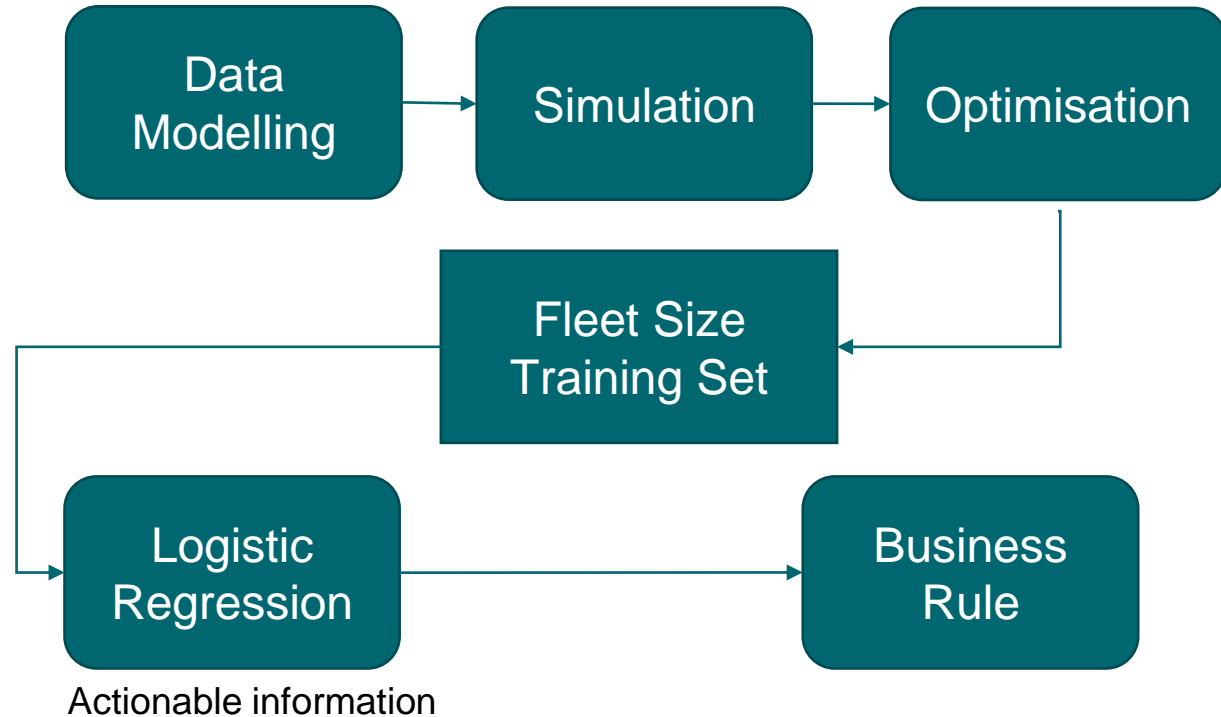 Data
Modelling
Simulation
Optimisation
Fleet Size
Training Set
Logistic
Regression
Business
Rule
Actionable information